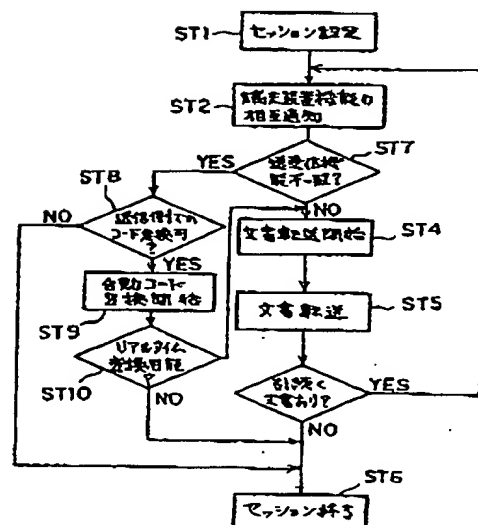 ST1
セッション設定
ST2
端末装置機能の
相互通知
ST7
送受信機
能不一致?
YES
NO
ST8
送信側での
コード変換可
?
NO
YES
ST4
文書転送開始
ST9
自動コード
変換開始
ST5
文書転送
ST10
リアルタイム
変換可能
?
NO
引き続く
文書あり?
YES
NO
ST6
セッション終了